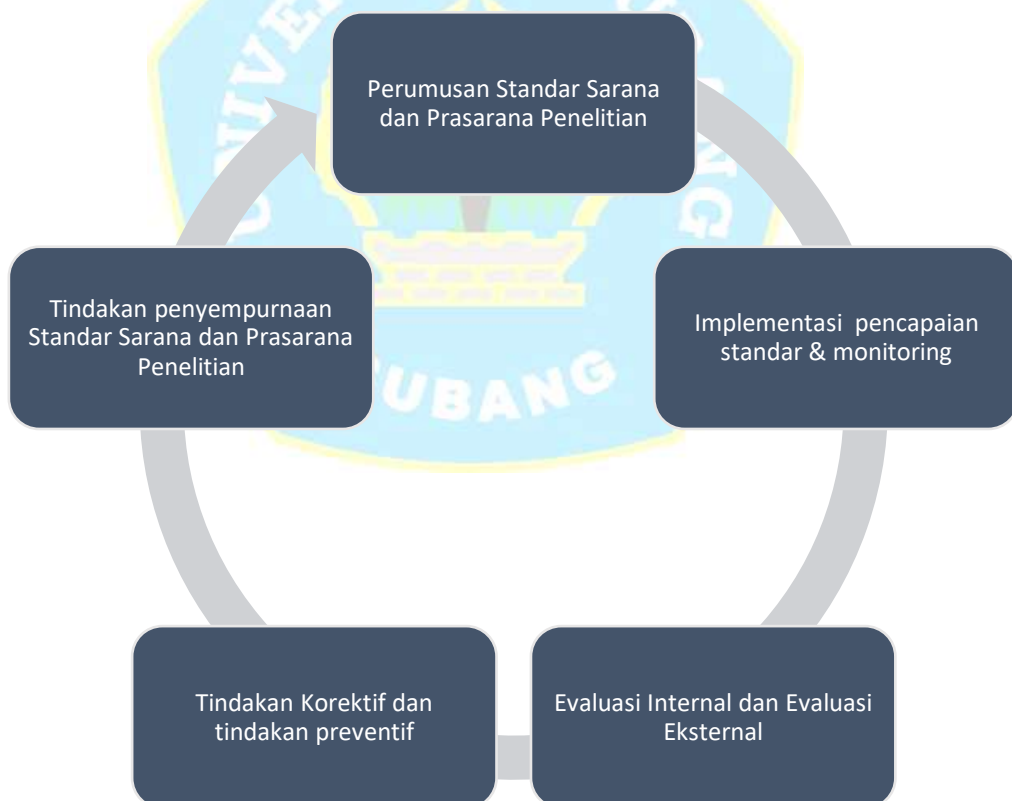 Perumusan Standar Sarana
dan Prasarana Penelitian
Implementasi pencapaian
standar & monitoring
Evaluasi Internal dan Evaluasi
Eksternal
Tindakan Korektif dan
tindakan preventif
Tindakan penyempurnaan
Standar Sarana dan Prasarana
Penelitian
UBANG